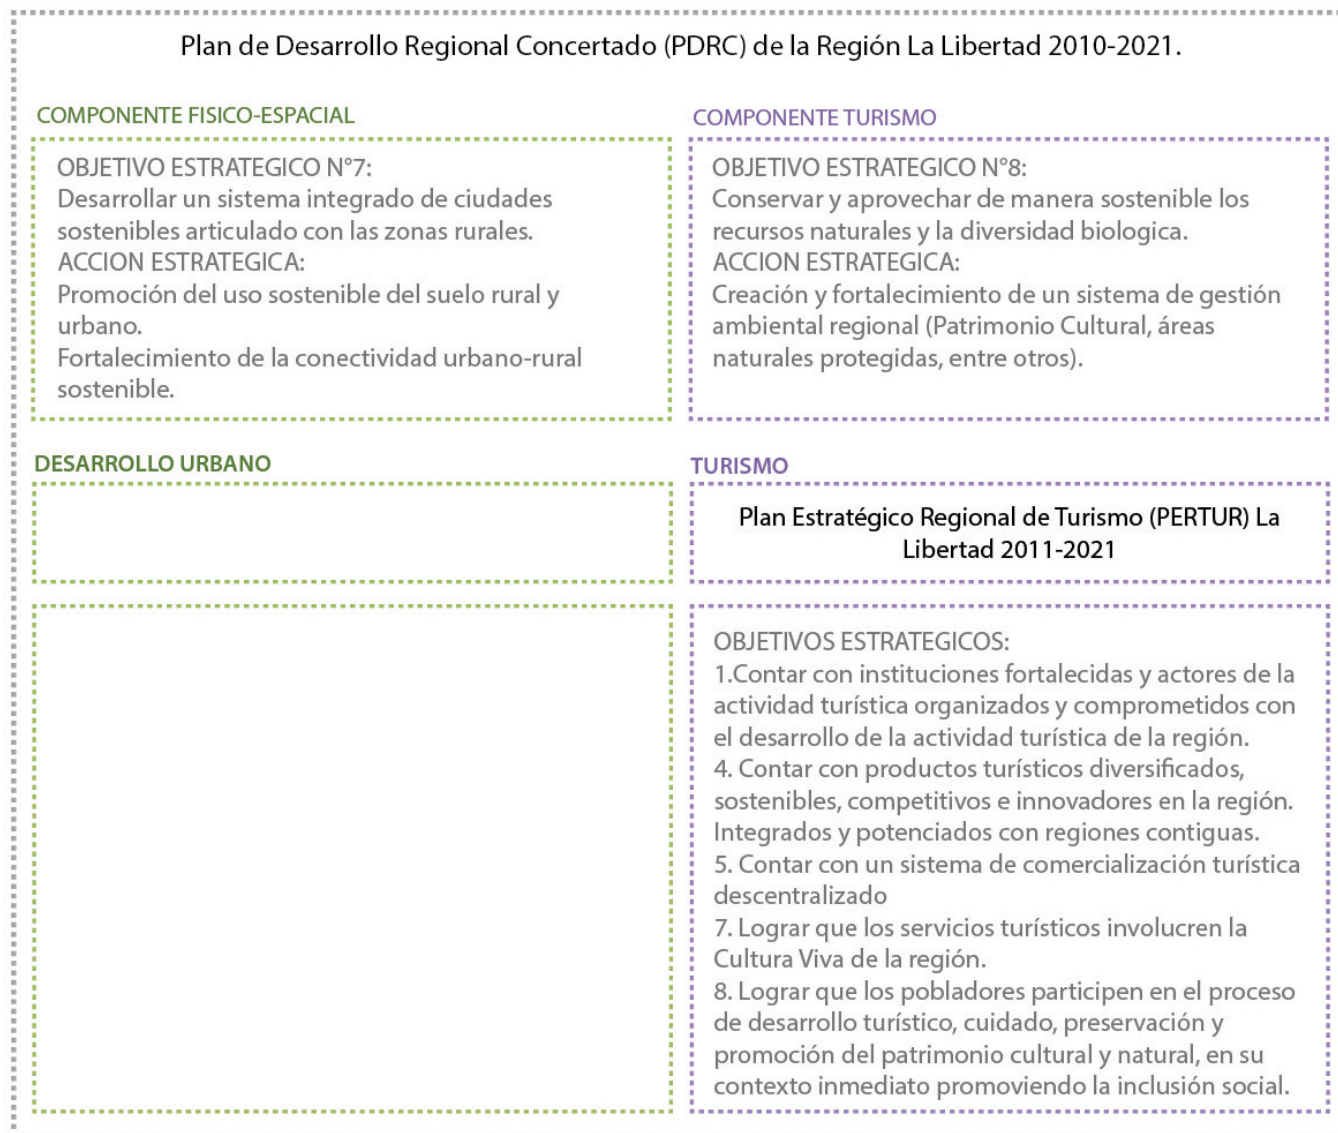 Plan de Desarrollo Regional Concertado (PDRC) de la Región La Libertad 2010-2021.
COMPONENTE FISICO-ESPACIAL
OBJETIVO ESTRATEGICO N°7:
Desarrollar un sistema integrado de ciudades
sostenibles articulado con las zonas rurales.
ACCION ESTRATEGICA:
Promoción del uso sostenible del suelo rural y
urbano.
Fortalecimiento de la conectividad urbano-rural
sostenible.
COMPONENTE TURISMO
OBJETIVO ESTRATEGICO N°8:
Conservar y aprovechar de manera sostenible los
recursos naturales y la diversidad biologica.
ACCION ESTRATEGICA:
Creación y fortalecimiento de un sistema de gestión
ambiental regional (Patrimonio Cultural, áreas
naturales protegidas, entre otros).
DESARROLLO URBANO
TURISMO
Plan Estratégico Regional de Turismo (PERTUR) La
Libertad 2011-2021
OBJETIVOS ESTRATEGICOS:
1.Contar con instituciones fortalecidas y actores de la
actividad turística organizados y comprometidos con
el desarrollo de la actividad turística de la región.
4. Contar con productos turísticos diversificados,
sostenibles, competitivos e innovadores en la región.
Integrados y potenciados con regiones contiguas.
5. Contar con un sistema de comercialización turística
descentralizado
7. Lograr que los servicios turísticos involucren la
Cultura Viva de la región.
8. Lograr que los pobladores participen en el proceso
de desarrollo turístico, cuidado, preservación y
promoción del patrimonio cultural y natural, en su
contexto inmediato promoviendo la inclusión social.